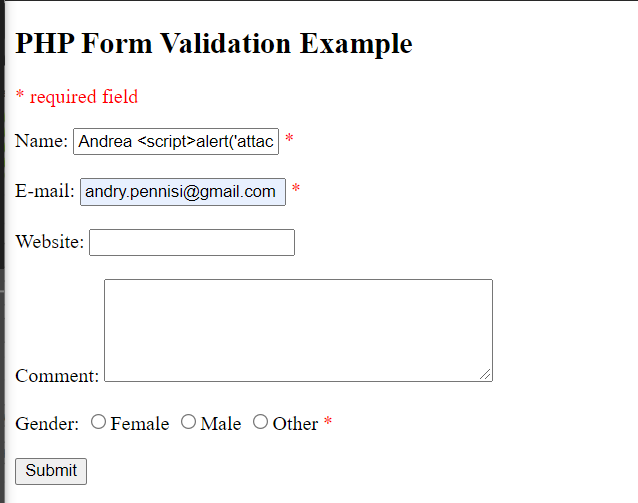 PHP Form Validation Example
* required field
Name: Andrea <script>alert('attac *
E-mail: andry.pennisi@gmail.com *
Website:
Comment:
Gender: Female Male Other *
Submit